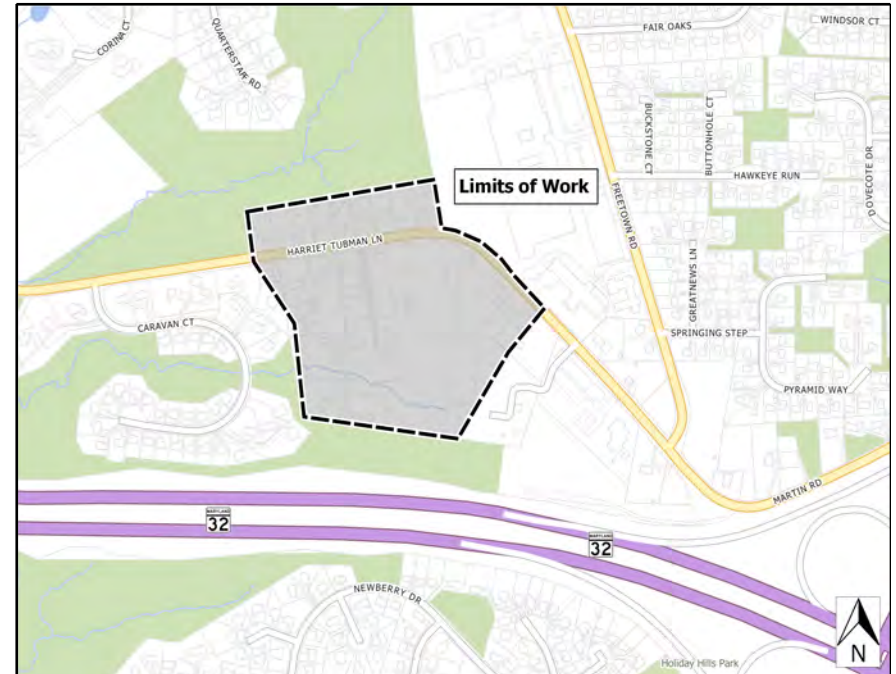 FAIR OAKS
WINDSOR CT
CORINA CT
QUARTERSTAFF RD
BUCKSTONE CT
BUTTONHOLE CT
DOVECOTE DR
HAWKEYE RUN
Limits of Work
FREETOWN RD
HARRIET TUBMAN LN
GREATNEWS LN
CARAVAN CT
SPRINGING STEP
PYRAMID WAY
MARTIN RD
MARYLAND
32
MARYLAND
32
NEWBERRY DR
Holiday Hills Park
N